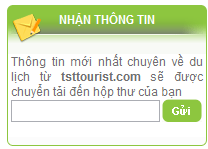 NHẬN THÔNG TIN
Thông tin mới nhất chuyên về du
lịch từ tsttourist.com sẽ được
chuyển tải đến hộp thư của bạn
Gửi